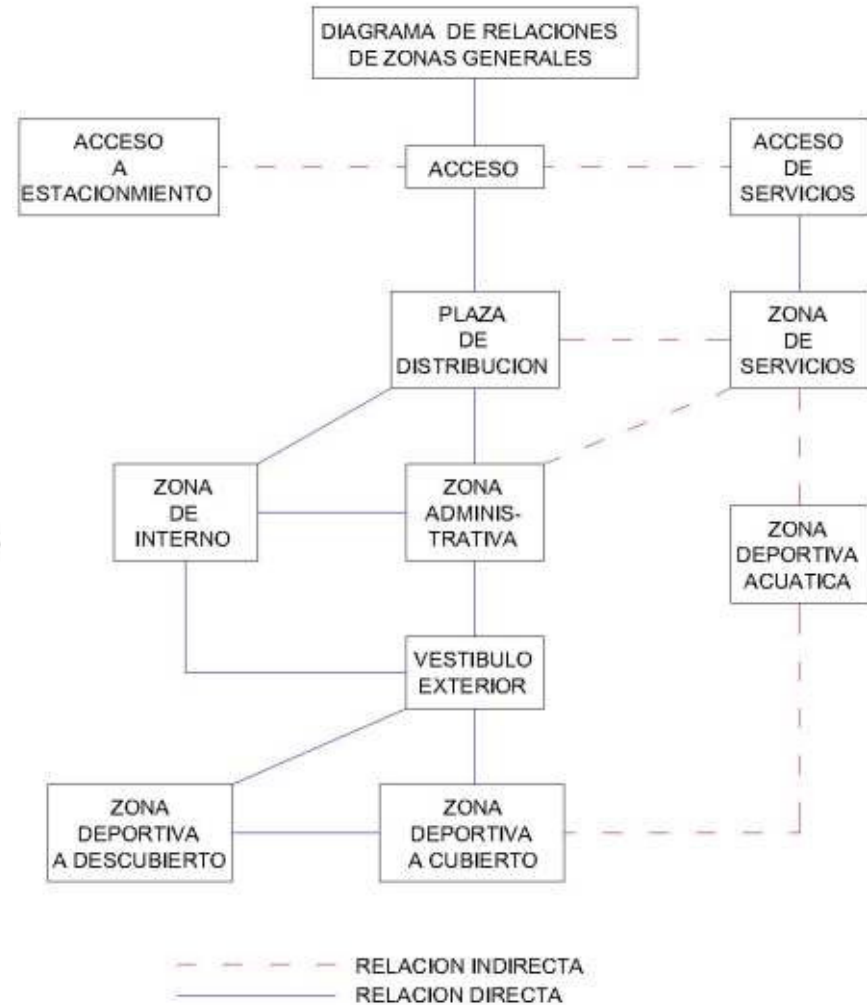 DIAGRAMA DE RELACIONES
DE ZONAS GENERALES
ACCESO
A
ESTACIONMIENTO
ACCESO
ACCESO
DE
SERVICIOS
PLAZA
DE
DISTRIBUCION
ZONA
DE
SERVICIOS
ZONA
DE
INTERNO
ZONA
ADMINIS-
TRATIVA
ZONA
DEPORTIVA
ACUATICA
VESTIBULO
EXTERIOR
ZONA
DEPORTIVA
A DESCUBIERTO
ZONA
DEPORTIVA
A CUBIERTO
RELACION INDIRECTA
RELACION DIRECTA